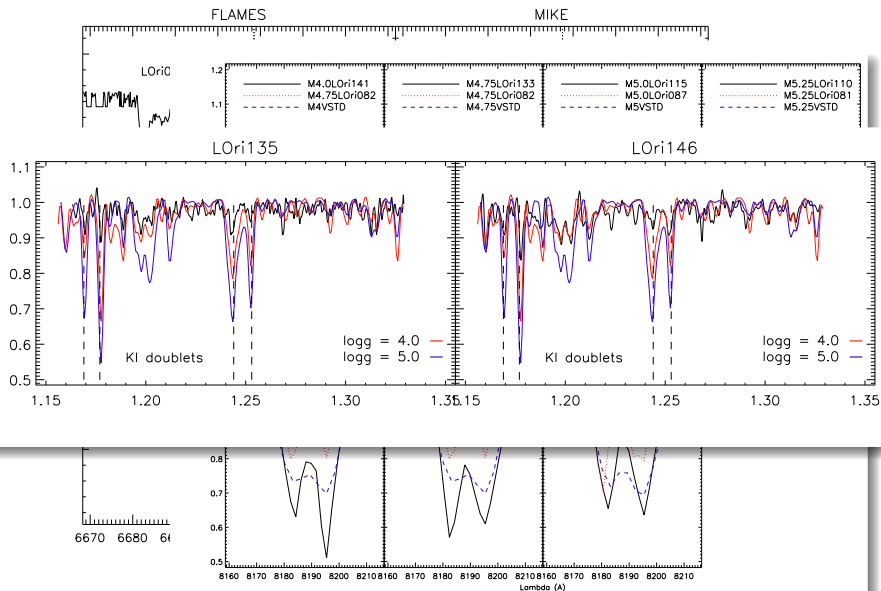 FLAMES MIKE
LOri0
1.2
1.1
M4.0LOri141
M4.75LOri082
M4VSTD
M4.75LOri133
M4.75LOri082
M4.75VSTD
M5.0LOri115
M5.0LOri087
M5VSTD
M5.25LOri110
M5.25LOri081
M5.25VSTD
LOri135 LOri146
1.1
1.0
0.9
0.8
0.7
0.6
0.5
KI doublets
logg = 4.0
logg = 5.0
KI doublets
logg = 4.0
logg = 5.0
1.15 1.20 1.25 1.30 1.20 1.25 1.30 1.35
0.8
0.7
0.6
0.5
6670 6680
8160 8170 8180 8190 8200 8210 8160 8170 8180 8190 8200 8210 8160 8170 8180 8190 8200 8210
Lambda (A)